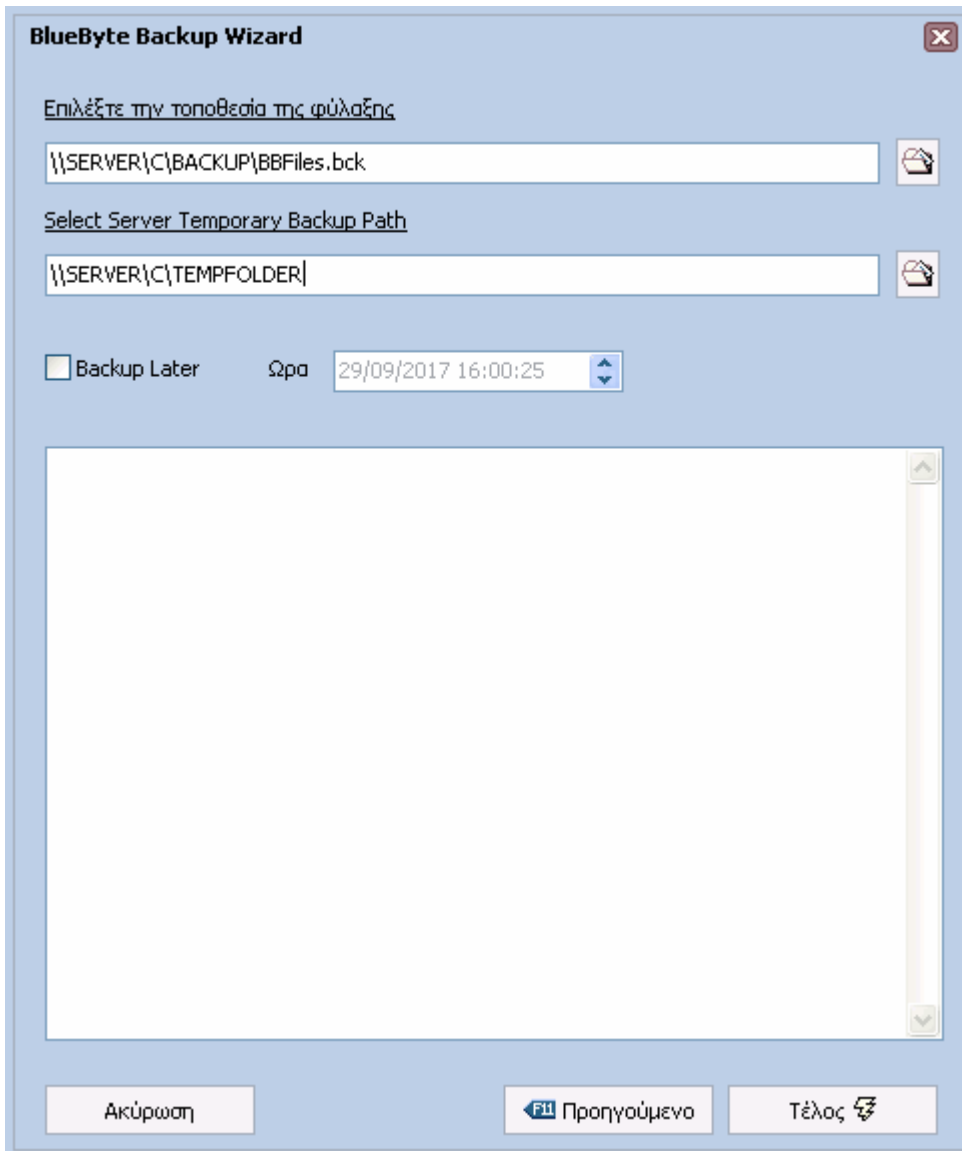 BlueByte Backup Wizard
Επιλέξτε την τοποθεσία της φύλαξης
\\SERVER\C\BACKUP\BBFiles.bck
Select Server Temporary Backup Path
\\SERVER\C\TEMPFOLDER
Backup Later Ωρα 29/09/2017 16:00:25
Ακύρωση F11 Προηγούμενο Τέλος